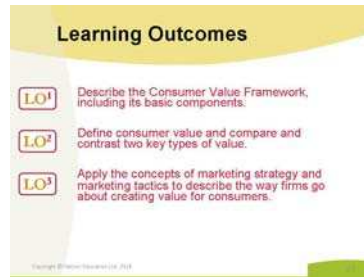 Learning Outcomes
LO¹
Describe the Consumer Value Framework,
including its basic components.
LO²
Define consumer value and compare and
contrast two key types of value.
LO³
Apply the concepts of marketing strategy and
marketing tactics to describe the way firms go
about creating value for consumers.